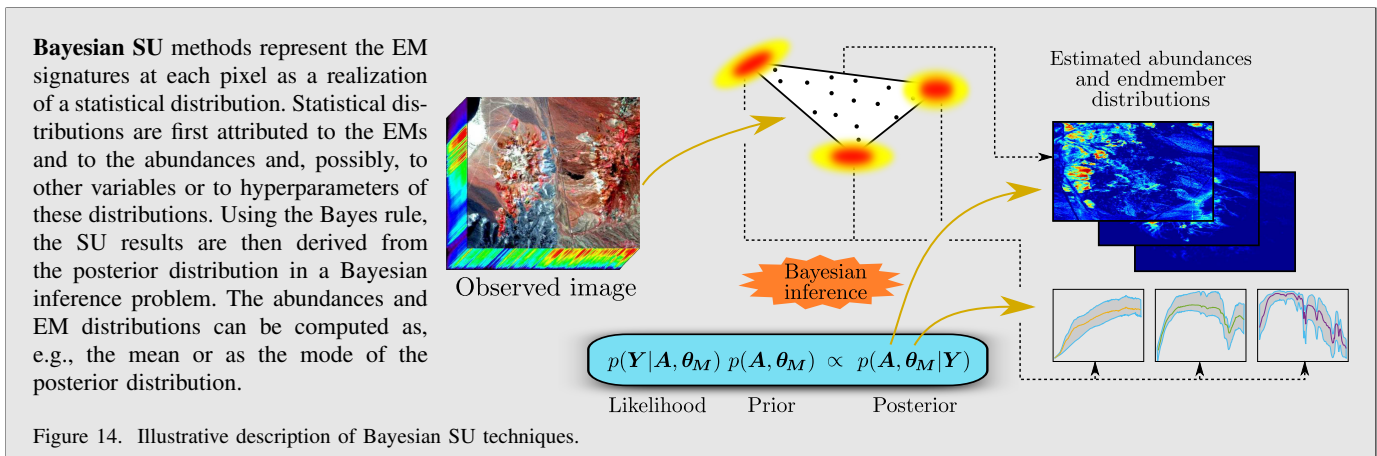 Bayesian SU methods represent the EM
signatures at each pixel as a realization
of a statistical distribution. Statistical dis-
tributions are first attributed to the EMs
and to the abundances and, possibly, to
other variables or to hyperparameters of
these distributions. Using the Bayes rule,
the SU results are then derived from
the posterior distribution in a Bayesian
inference problem. The abundances and
EM distributions can be computed as,
e.g., the mean or as the mode of the
posterior distribution.
Observed image
Estimated abundances
and endmember
distributions
Bayesian
inference
p(Y|A, θ_M) p(A, θ_M) ∝ p(A, θ_M|Y)
Likelihood Prior Posterior
Figure 14. Illustrative description of Bayesian SU techniques.